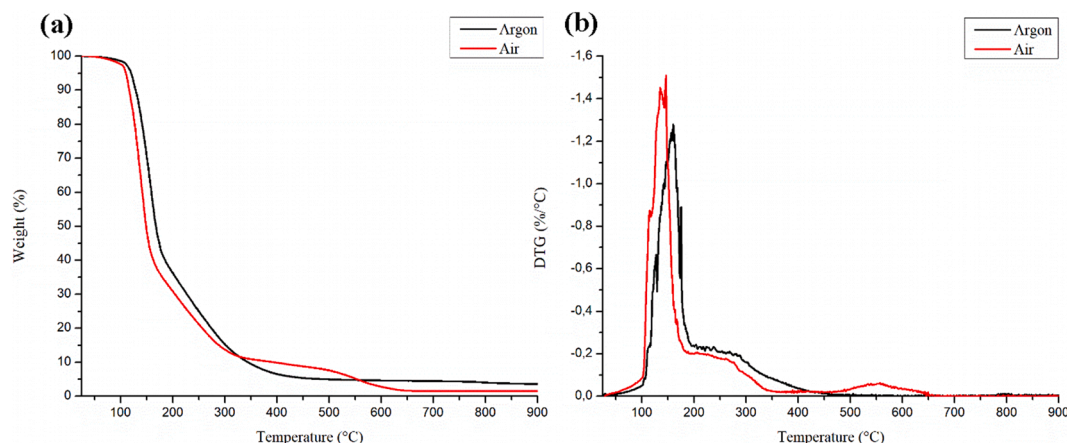 (a)
Argon
Air
100
90
80
70
60
50
40
30
20
10
0
Weight (%)
100 200 300 400 500 600 700 800 900
Temperature (°C)
(b)
Argon
Air
-1,6
-1,4
-1,2
-1,0
-0,8
-0,6
-0,4
-0,2
0,0
DTG (%/°C)
100 200 300 400 500 600 700 800 900
Temperature (°C)